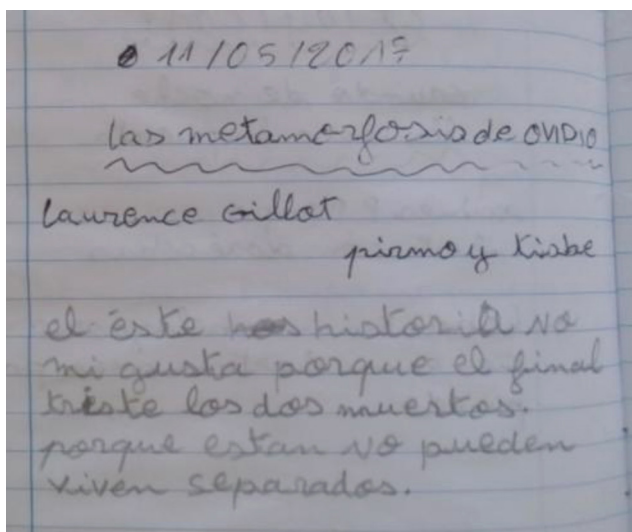 11/05/2017
las metamorfosis de OVIDIO
Laurence Gillot
pirmo y tisbe
el éste historia no
mi gusta porque el final
triste los dos muertos.
porque estan no pueden
viven separados.